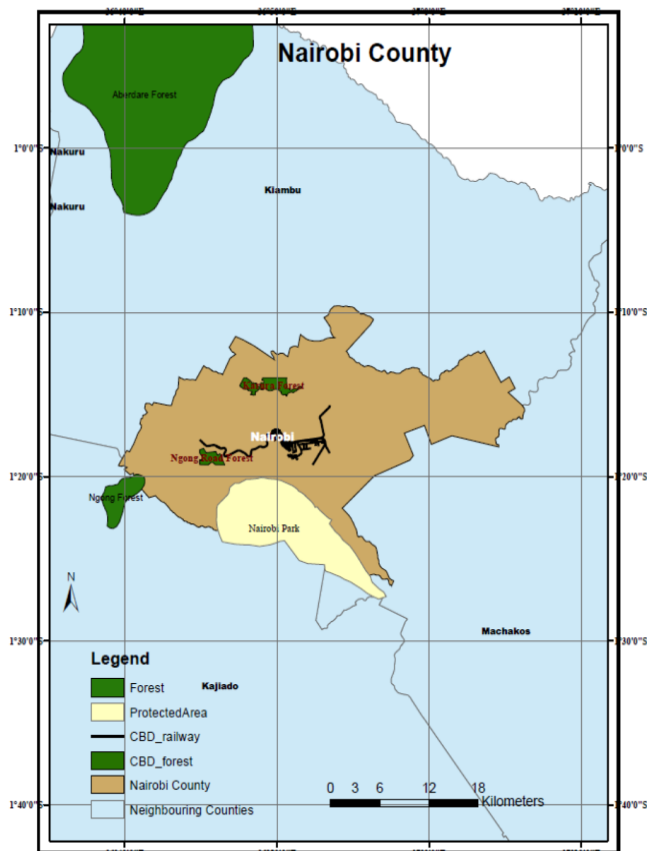 Nairobi County
Aberdare Forest
1°0'0"S
1°0'0"S
Nakuru
Kiambu
Nakuru
1°10'0"S
1°10'0"S
Karura Forest
Nairobi
Ngong Road Forest
1°20'0"S
1°20'0"S
Ngong Forest
Nairobi Park
N
1°30'0"S
1°30'0"S
Machakos
Legend
Forest
Kajiado
ProtectedArea
CBD_railway
CBD_forest
Nairobi County
Neighbouring Counties
0 3 6 12 18
Kilometers
1°40'0"S
1°40'0"S